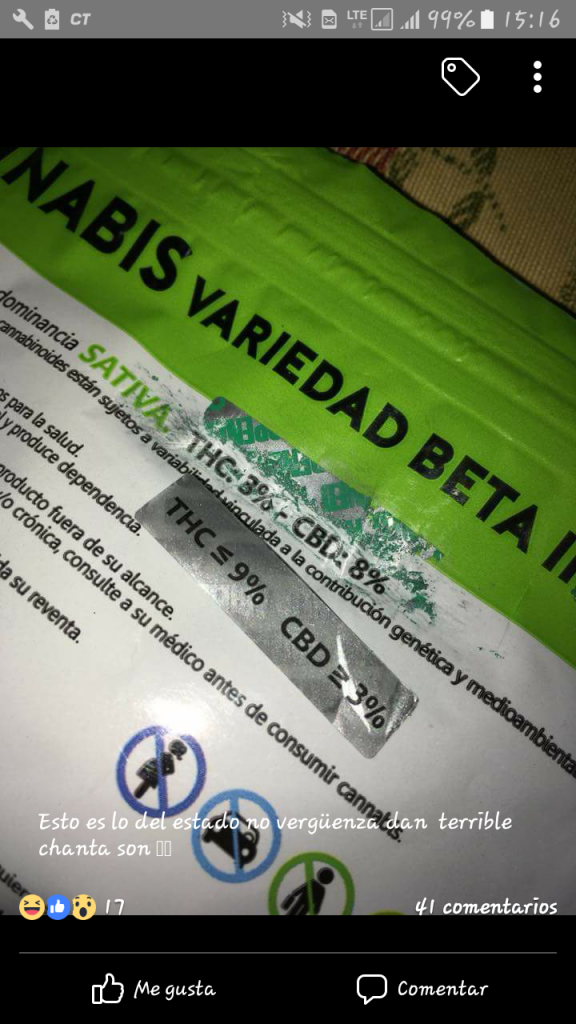 CT
LTE
99%
15:16
NABIS VARIEDAD BETA II
dominancia SATIVA. THC: 3% - CBD: 8%
cannabinoides están sujetos a variabilidad vinculada a la contribución genética y medioambiental
THC ≤ 9% CBD ≥ 3%
os para la salud.
l y produce dependencia.
producto fuera de su alcance.
/o crónica, consulte a su médico antes de consumir cannabis.
da su reventa.
Esto es lo del estado no vergüenza dan terrible
chanta son
17
41 comentarios
Me gusta
Comentar